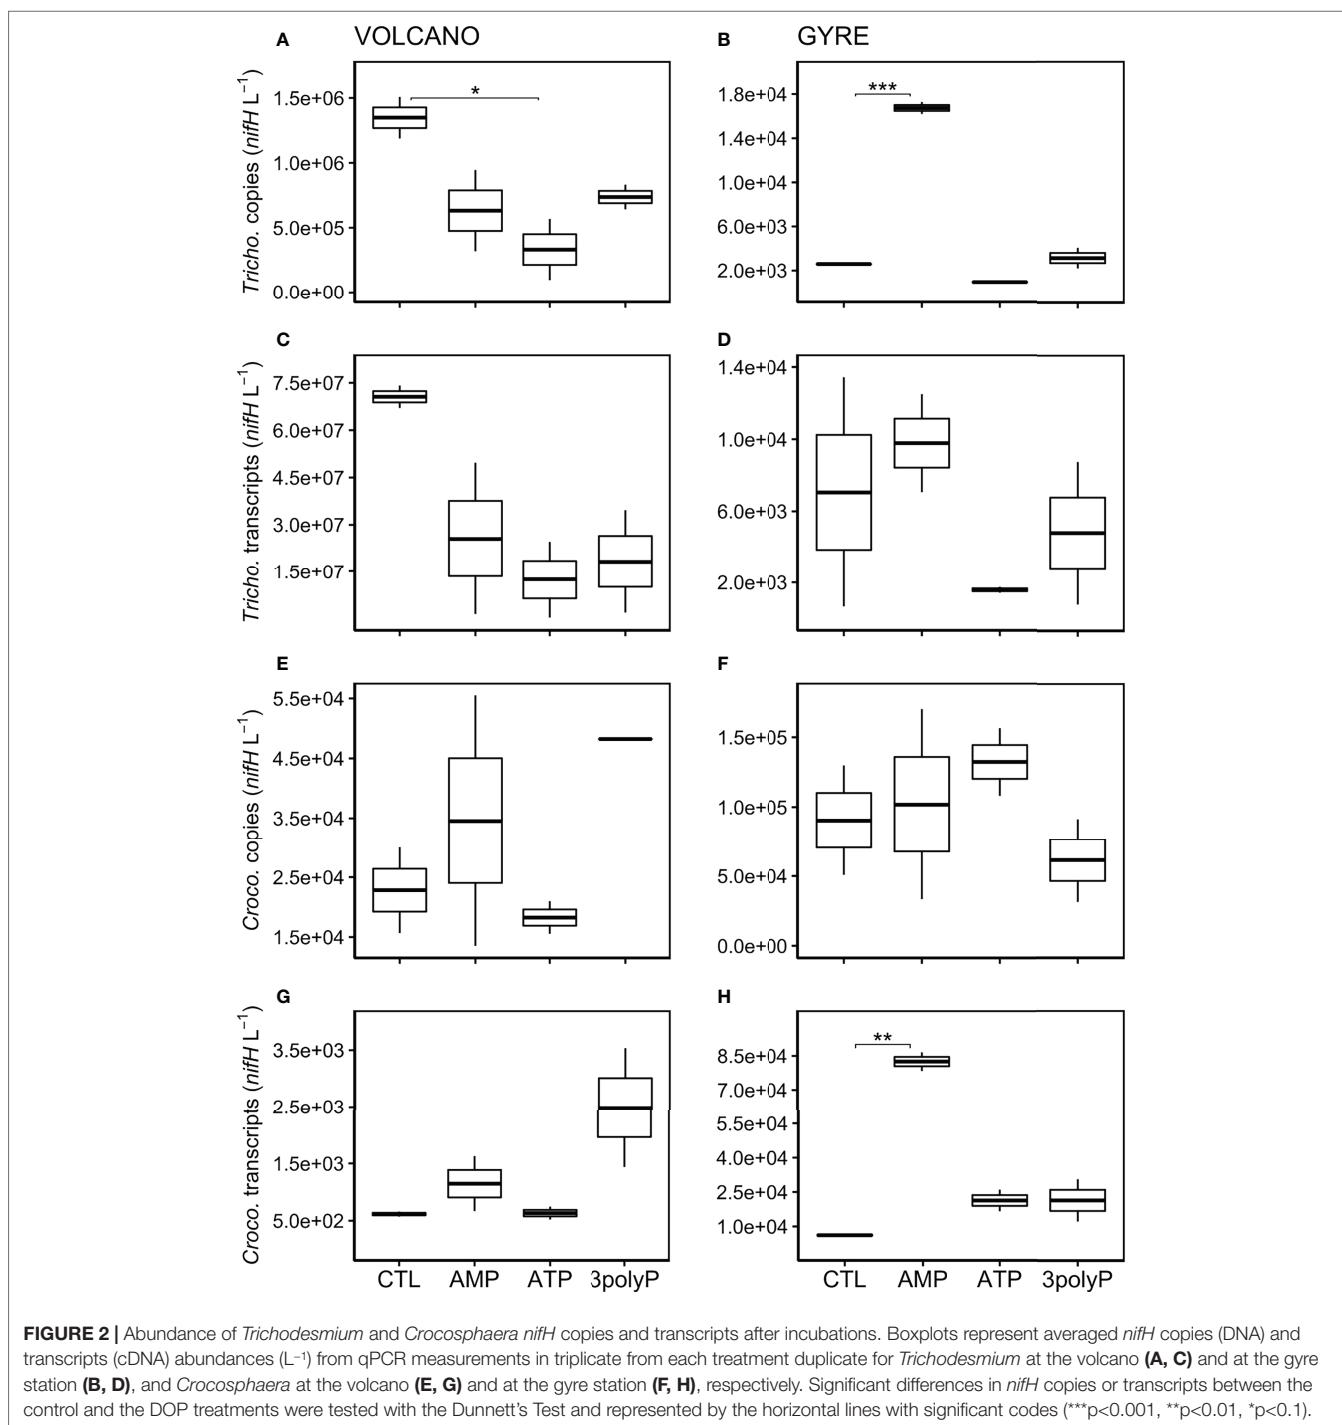 A VOLCANO
B GYRE
Tricho. copies (nifH L⁻¹)
1.5e+06
1.0e+06
5.0e+05
0.0e+00
*
1.8e+04
1.4e+04
1.0e+04
6.0e+03
2.0e+03
***
C
Tricho. transcripts (nifH L⁻¹)
7.5e+07
6.0e+07
4.5e+07
3.0e+07
1.5e+07
D
1.4e+04
1.0e+04
6.0e+03
2.0e+03
E
Croco. copies (nifH L⁻¹)
5.5e+04
4.5e+04
3.5e+04
2.5e+04
1.5e+04
F
1.5e+05
1.0e+05
5.0e+04
0.0e+00
G
Croco. transcripts (nifH L⁻¹)
3.5e+03
2.5e+03
1.5e+03
5.0e+02
CTL AMP ATP 3polyP
H
8.5e+04
7.0e+04
5.5e+04
4.0e+04
2.5e+04
1.0e+04
**
CTL AMP ATP 3polyP
FIGURE 2 | Abundance of Trichodesmium and Crocosphaera nifH copies and transcripts after incubations. Boxplots represent averaged nifH copies (DNA) and
transcripts (cDNA) abundances (L⁻¹) from qPCR measurements in triplicate from each treatment duplicate for Trichodesmium at the volcano (A, C) and at the gyre
station (B, D), and Crocosphaera at the volcano (E, G) and at the gyre station (F, H), respectively. Significant differences in nifH copies or transcripts between the
control and the DOP treatments were tested with the Dunnett's Test and represented by the horizontal lines with significant codes (***p<0.001, **p<0.01, *p<0.1).